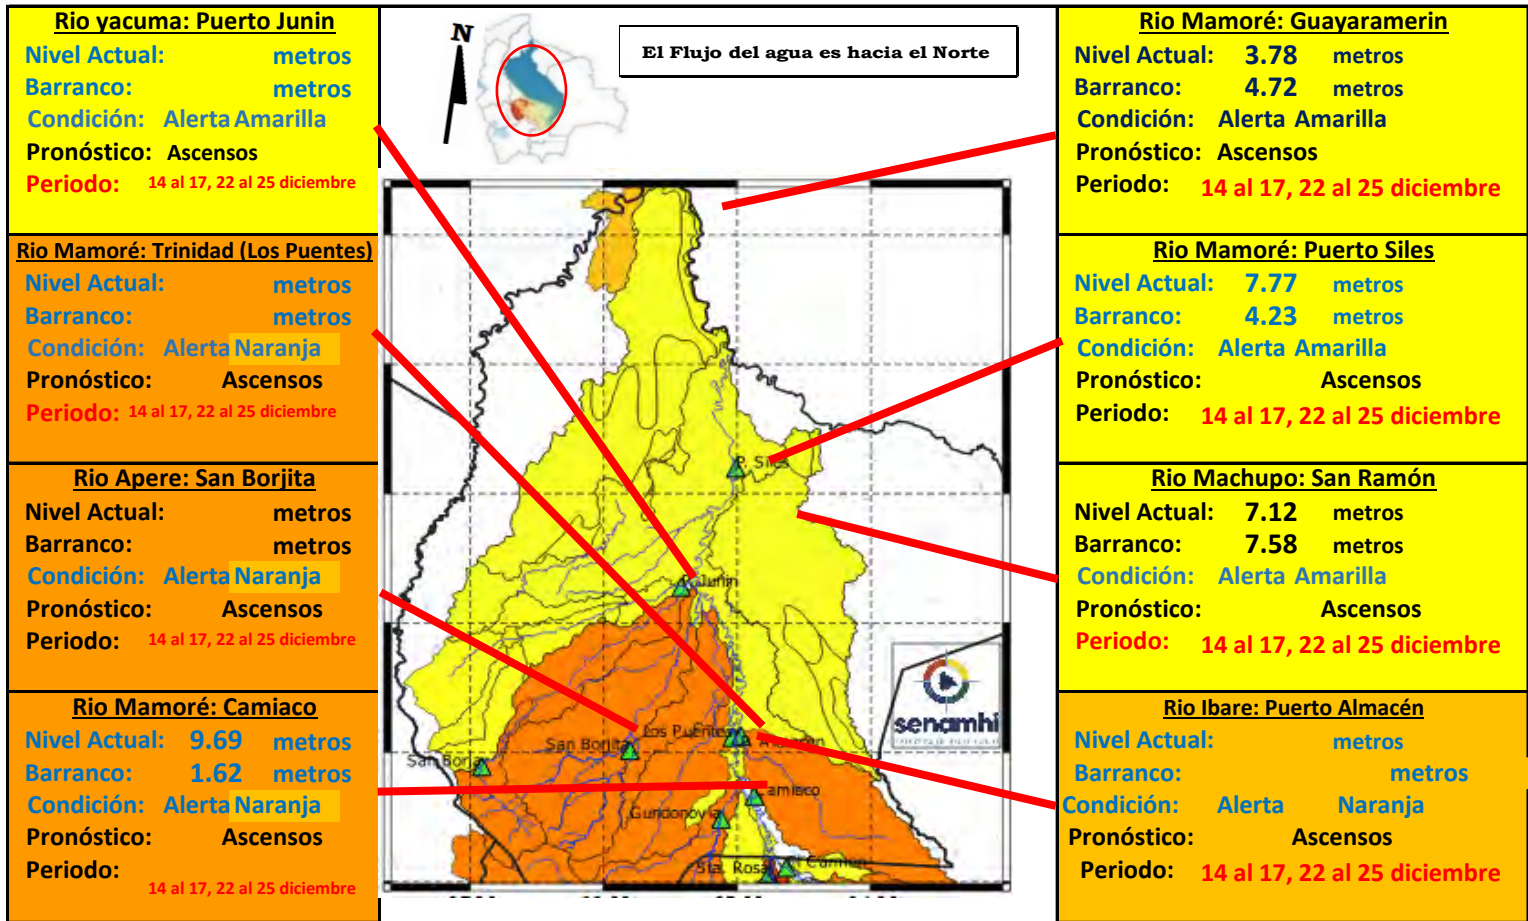 Rio yacuma: Puerto Junin
Nivel Actual: metros
Barranco: metros
Condición: Alerta Amarilla
Pronóstico: Ascensos
Periodo: 14 al 17, 22 al 25 diciembre
Rio Mamoré: Trinidad (Los Puentes)
Nivel Actual: metros
Barranco: metros
Condición: Alerta Naranja
Pronóstico: Ascensos
Periodo: 14 al 17, 22 al 25 diciembre
Rio Apere: San Borjita
Nivel Actual: metros
Barranco: metros
Condición: Alerta Naranja
Pronóstico: Ascensos
Periodo: 14 al 17, 22 al 25 diciembre
Rio Mamoré: Camiaco
Nivel Actual: 9.69 metros
Barranco: 1.62 metros
Condición: Alerta Naranja
Pronóstico: Ascensos
Periodo: 14 al 17, 22 al 25 diciembre
N
El Flujo del agua es hacia el Norte
P. Siles
P. Junin
Los Puentes
San Borjita
San Borja
Camiaco
Gundonovia
Sta. Rosa
El Carmen
senamhi
Rio Mamoré: Guayaramerin
Nivel Actual: 3.78 metros
Barranco: 4.72 metros
Condición: Alerta Amarilla
Pronóstico: Ascensos
Periodo: 14 al 17, 22 al 25 diciembre
Rio Mamoré: Puerto Siles
Nivel Actual: 7.77 metros
Barranco: 4.23 metros
Condición: Alerta Amarilla
Pronóstico: Ascensos
Periodo: 14 al 17, 22 al 25 diciembre
Rio Machupo: San Ramón
Nivel Actual: 7.12 metros
Barranco: 7.58 metros
Condición: Alerta Amarilla
Pronóstico: Ascensos
Periodo: 14 al 17, 22 al 25 diciembre
Rio Ibare: Puerto Almacén
Nivel Actual: metros
Barranco: metros
Condición: Alerta Naranja
Pronóstico: Ascensos
Periodo: 14 al 17, 22 al 25 diciembre